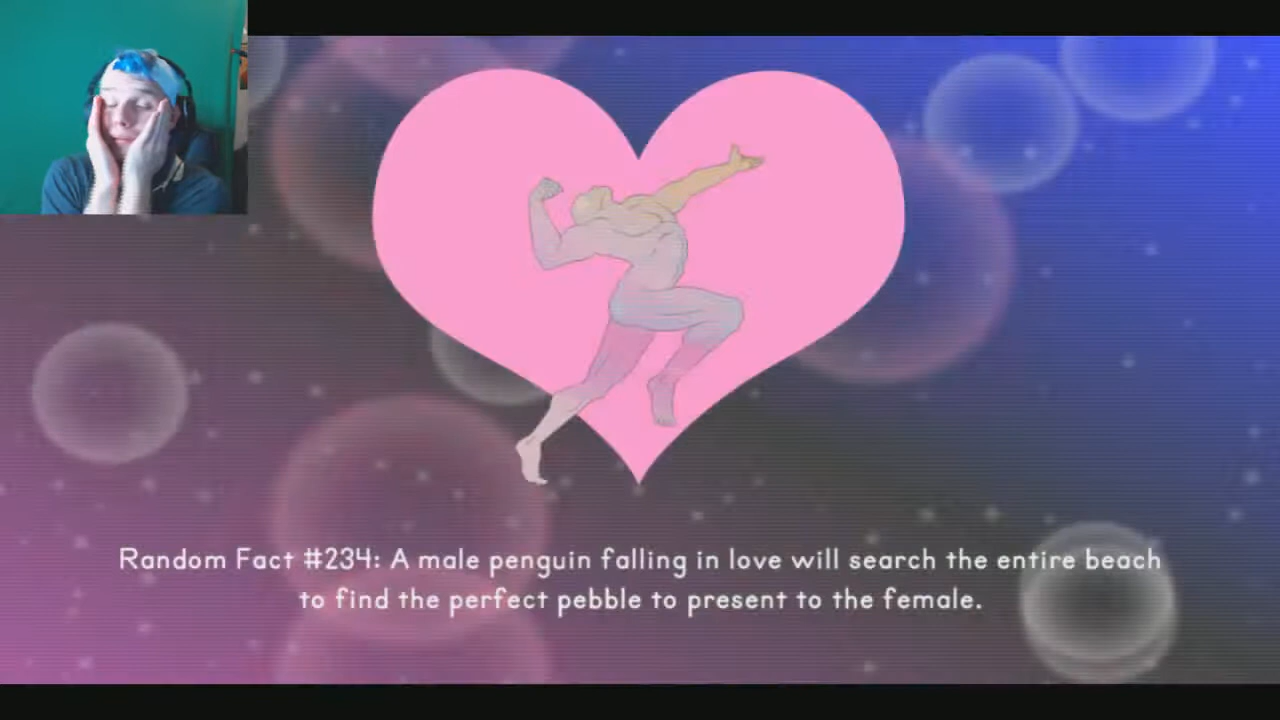 Random Fact #234: A male penguin falling in love will search the entire beach
to find the perfect pebble to present to the female.